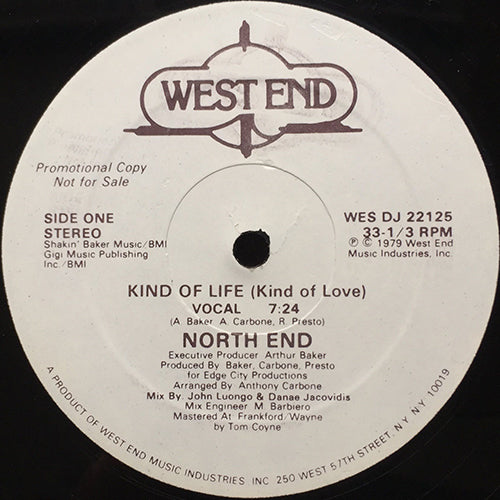 WEST END
Promotional Copy
Not for Sale
SIDE ONE
STEREO
Shakin' Baker Music/BMI
Gigi Music Publishing
Inc./BMI
WES DJ 22125
33-1/3 RPM
℗ © 1979 West End
Music Industries, Inc.
KIND OF LIFE (Kind of Love)
VOCAL 7:24
(A. Baker, A. Carbone, R. Presto)
NORTH END
Executive Producer Arthur Baker
Produced By Baker, Carbone, Presto
for Edge City Productions
Arranged By Anthony Carbone
Mix By: John Luongo & Danae Jacovidis
Mix Engineer M. Barbiero
Mastered At Frankford/Wayne
by Tom Coyne
A PRODUCT OF WEST END MUSIC INDUSTRIES, INC. 250 WEST 57TH STREET, NY NY 10019